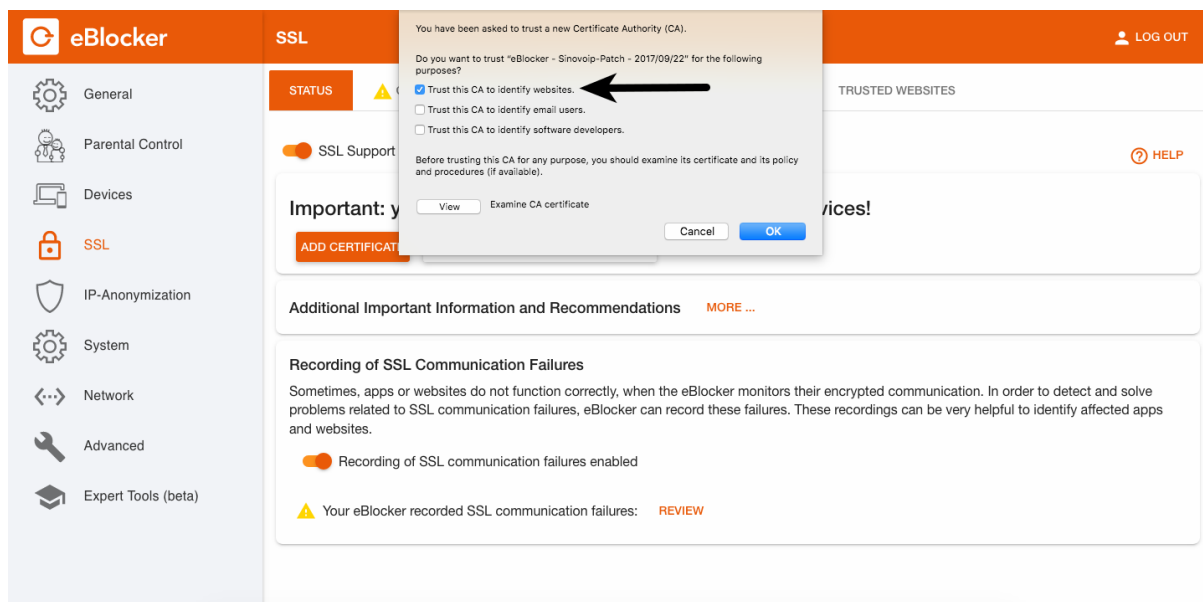 eBlocker
SSL
LOG OUT
You have been asked to trust a new Certificate Authority (CA).
Do you want to trust “eBlocker - Sinovoip-Patch - 2017/09/22” for the following
purposes?
Trust this CA to identify websites.
Trust this CA to identify email users.
Trust this CA to identify software developers.
Before trusting this CA for any purpose, you should examine its certificate and its policy
and procedures (if available).
View
Examine CA certificate
Cancel
OK
General
Parental Control
Devices
SSL
IP-Anonymization
System
Network
Advanced
Expert Tools (beta)
STATUS
TRUSTED WEBSITES
SSL Support
HELP
Important:
ADD CERTIFICAT
Additional Important Information and Recommendations
MORE ...
Recording of SSL Communication Failures
Sometimes, apps or websites do not function correctly, when the eBlocker monitors their encrypted communication. In order to detect and solve
problems related to SSL communication failures, eBlocker can record these failures. These recordings can be very helpful to identify affected apps
and websites.
Recording of SSL communication failures enabled
Your eBlocker recorded SSL communication failures:
REVIEW